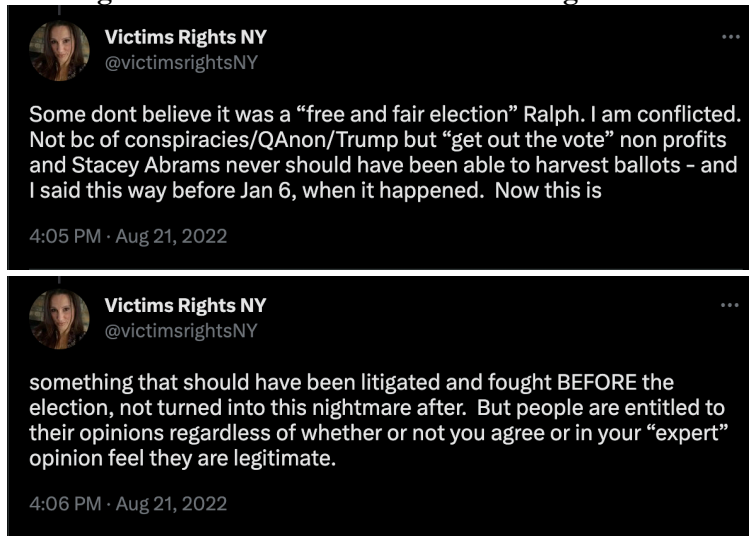 Victims Rights NY
@victimsrightsNY
Some dont believe it was a “free and fair election” Ralph. I am conflicted.
Not bc of conspiracies/QAnon/Trump but “get out the vote” non profits
and Stacey Abrams never should have been able to harvest ballots - and
I said this way before Jan 6, when it happened.  Now this is
4:05 PM · Aug 21, 2022
Victims Rights NY
@victimsrightsNY
something that should have been litigated and fought BEFORE the
election, not turned into this nightmare after.  But people are entitled to
their opinions regardless of whether or not you agree or in your “expert”
opinion feel they are legitimate.
4:06 PM · Aug 21, 2022